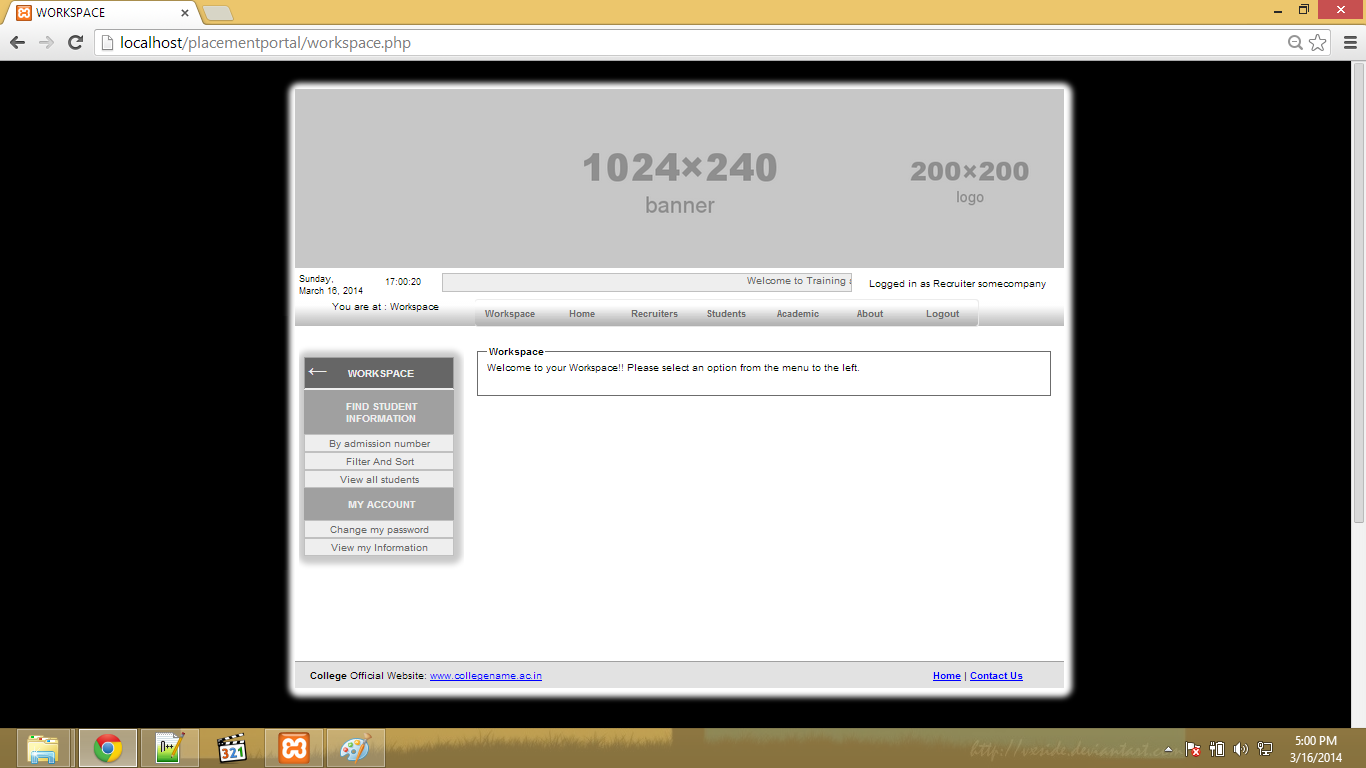 WORKSPACE
localhost/placementportal/workspace.php
1024×240
banner
200×200
logo
Sunday,
March 16, 2014
17:00:20
Welcome to Training
Logged in as Recruiter somecompany
You are at : Workspace
Workspace Home Recruiters Students Academic About Logout
WORKSPACE
FIND STUDENT
INFORMATION
By admission number
Filter And Sort
View all students
MY ACCOUNT
Change my password
View my Information
Workspace
Welcome to your Workspace!! Please select an option from the menu to the left.
College Official Website: www.collegename.ac.in
Home | Contact Us
321
http://veside.deviantart.com
5:00 PM
3/16/2014